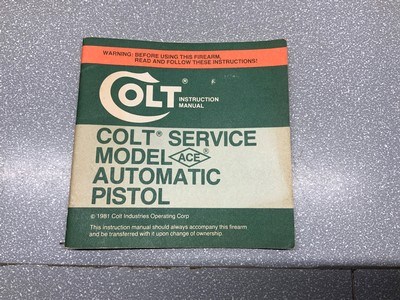 WARNING: BEFORE USING THIS FIREARM,
READ AND FOLLOW THESE INSTRUCTIONS!
COLT®
INSTRUCTION
MANUAL
COLT® SERVICE
MODEL ACE®
AUTOMATIC
PISTOL
© 1981 Colt Industries Operating Corp
This instruction manual should always accompany this firearm
and be transferred with it upon change of ownership.